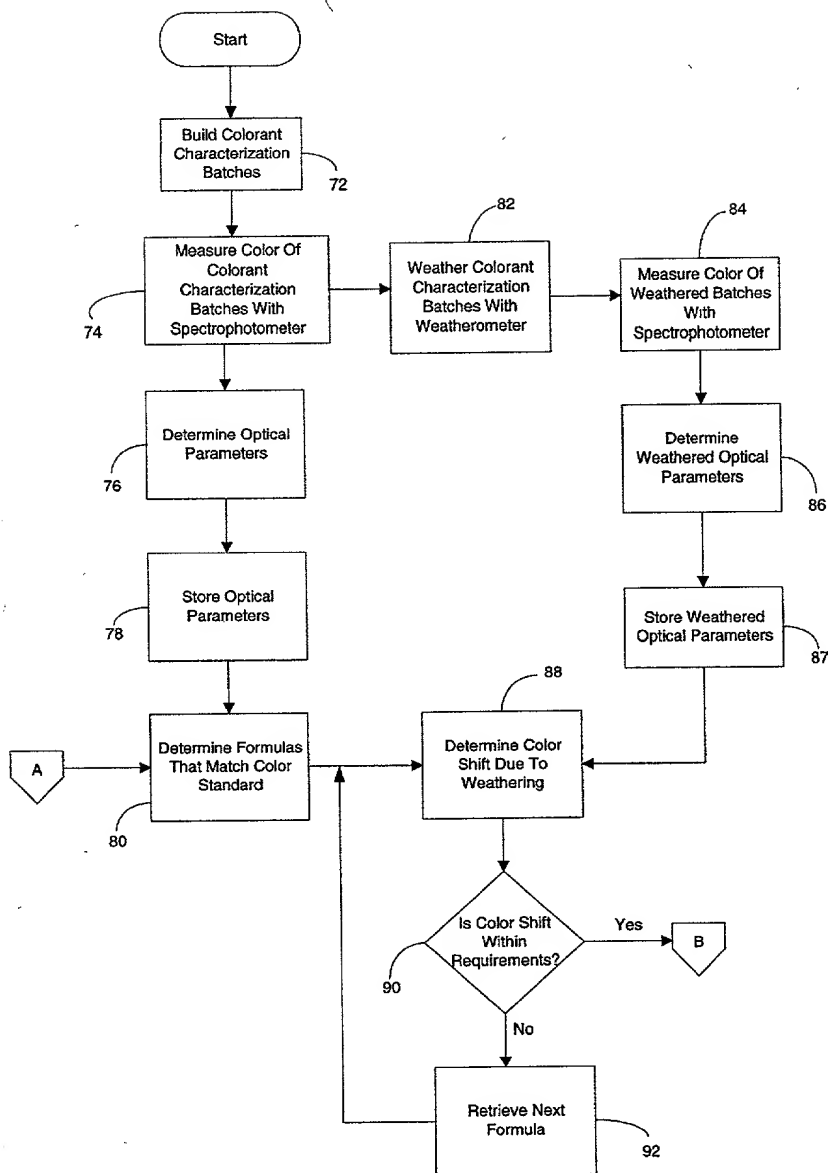 Start
Build Colorant
Characterization
Batches
72
Measure Color Of
Colorant
Characterization
Batches With
Spectrophotometer
74
82
Weather Colorant
Characterization
Batches With
Weatherometer
84
Measure Color Of
Weathered Batches
With
Spectrophotometer
Determine Optical
Parameters
76
Determine
Weathered Optical
Parameters
86
Store Optical
Parameters
78
Store Weathered
Optical Parameters
87
A
Determine Formulas
That Match Color
Standard
80
88
Determine Color
Shift Due To
Weathering
Is Color Shift
Within
Requirements?
90
Yes
B
No
Retrieve Next
Formula
92